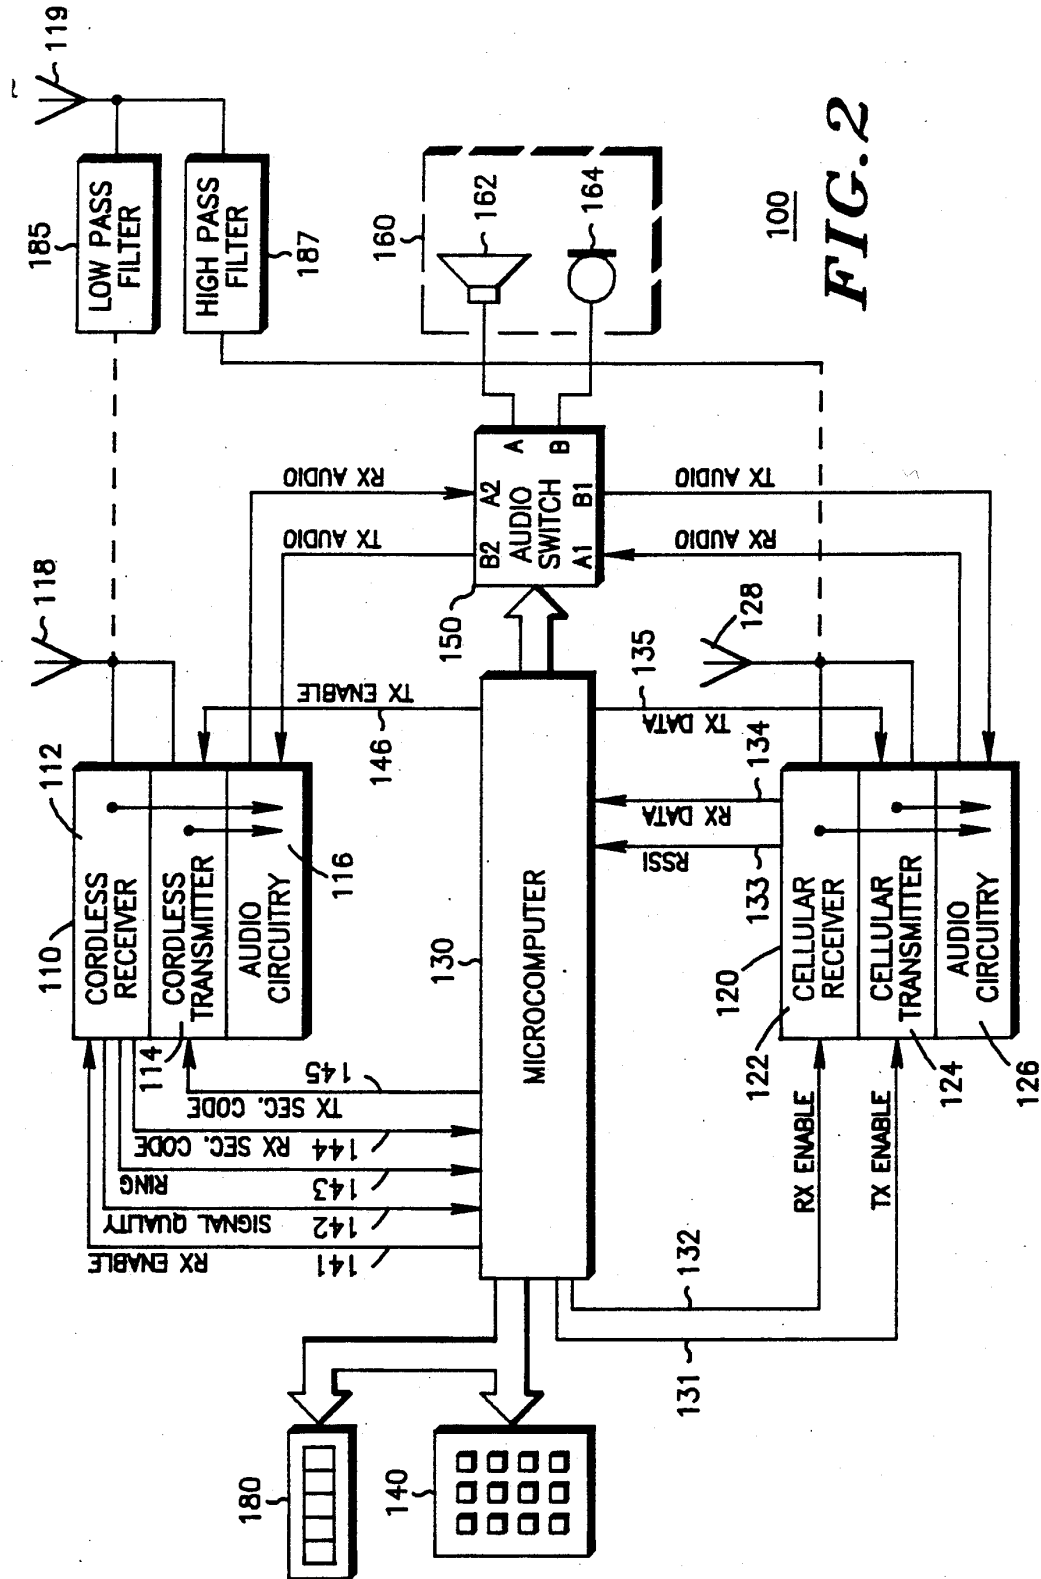 119
185
LOW PASS
FILTER
HIGH PASS
FILTER
187
160
162
164
100
FIG. 2
118
RX AUDIO
TX AUDIO
150
B2
A2
AUDIO
SWITCH
A1
B1
A
B
RX AUDIO
TX AUDIO
128
110
112
CORDLESS
RECEIVER
CORDLESS
TRANSMITTER
AUDIO
CIRCUITRY
114
116
TX ENABLE
146
135
TX DATA
134
RX DATA
RSSI
133
130
MICROCOMPUTER
145
TX SEC. CODE
144
RX SEC. CODE
143
RING
142
SIGNAL QUALITY
141
RX ENABLE
120
122
CELLULAR
RECEIVER
CELLULAR
TRANSMITTER
AUDIO
CIRCUITRY
124
126
RX ENABLE
TX ENABLE
132
131
180
140